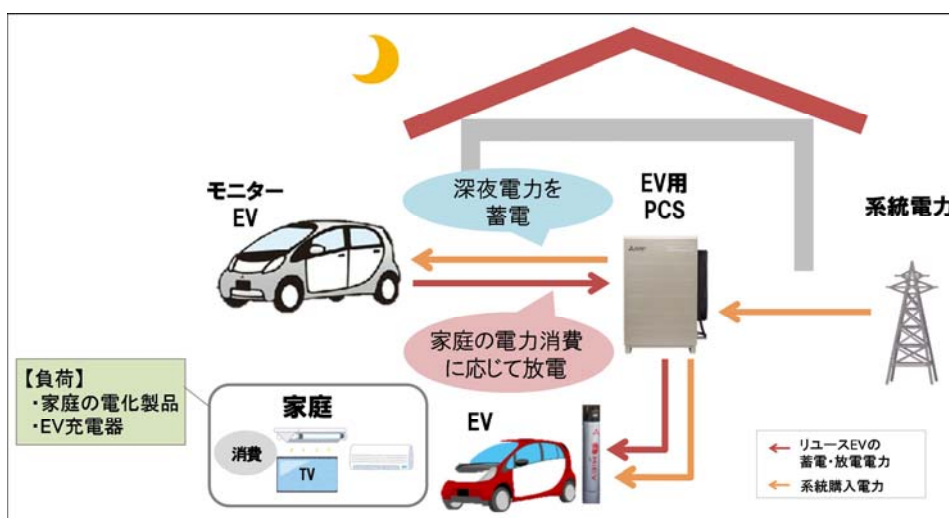 モニター
EV
深夜電力を
蓄電
EV用
PCS
系統電力
家庭の電力消費
に応じて放電
【負荷】
・家庭の電化製品
・EV充電器
家庭
消費
TV
EV
リユースEVの
蓄電・放電電力
系統購入電力